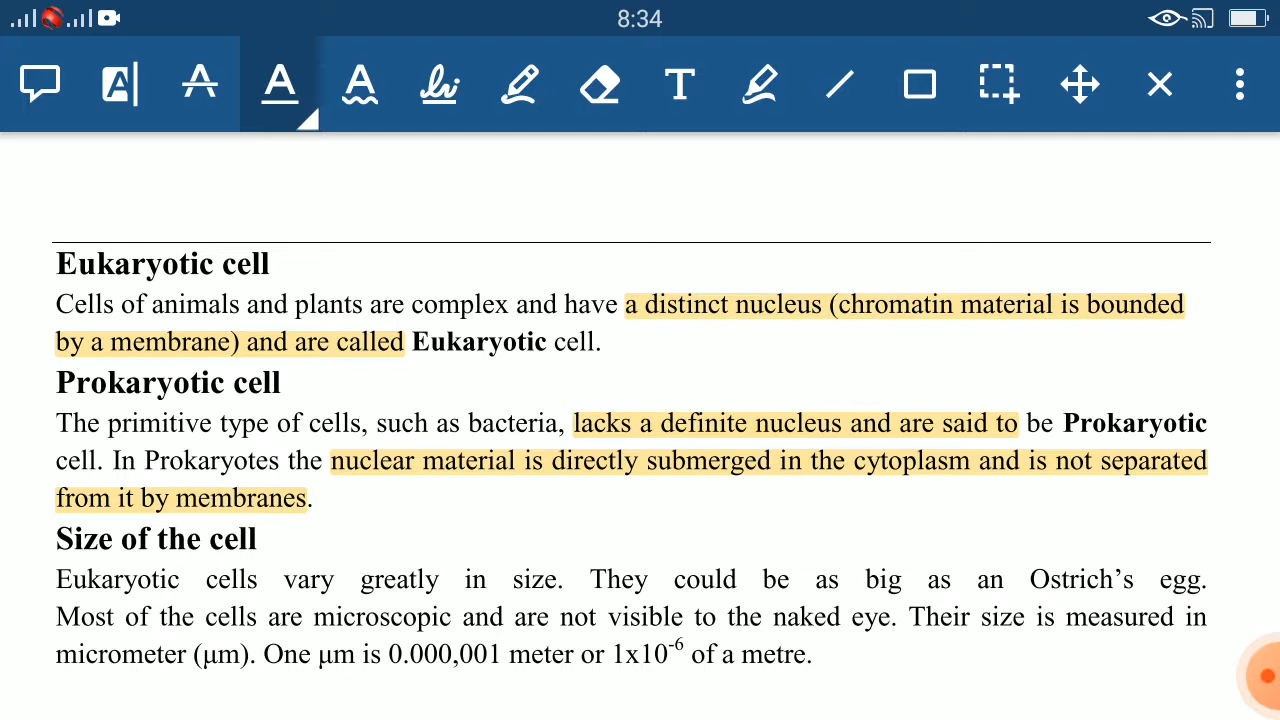 8:34
A A A A T
Eukaryotic cell
Cells of animals and plants are complex and have a distinct nucleus (chromatin material is bounded
by a membrane) and are called Eukaryotic cell.
Prokaryotic cell
The primitive type of cells, such as bacteria, lacks a definite nucleus and are said to be Prokaryotic
cell. In Prokaryotes the nuclear material is directly submerged in the cytoplasm and is not separated
from it by membranes.
Size of the cell
Eukaryotic cells vary greatly in size. They could be as big as an Ostrich’s egg.
Most of the cells are microscopic and are not visible to the naked eye. Their size is measured in
micrometer (μm). One μm is 0.000,001 meter or 1x10⁻⁶ of a metre.